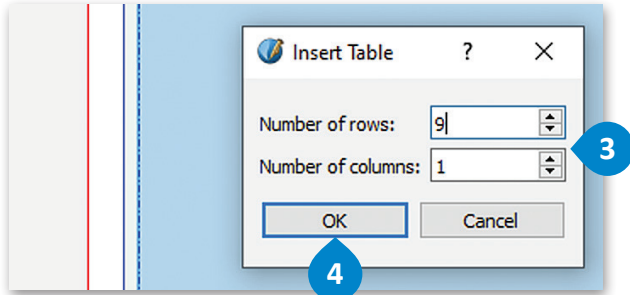 Insert Table ?
Number of rows: 9
3
Number of columns: 1
OK Cancel
4